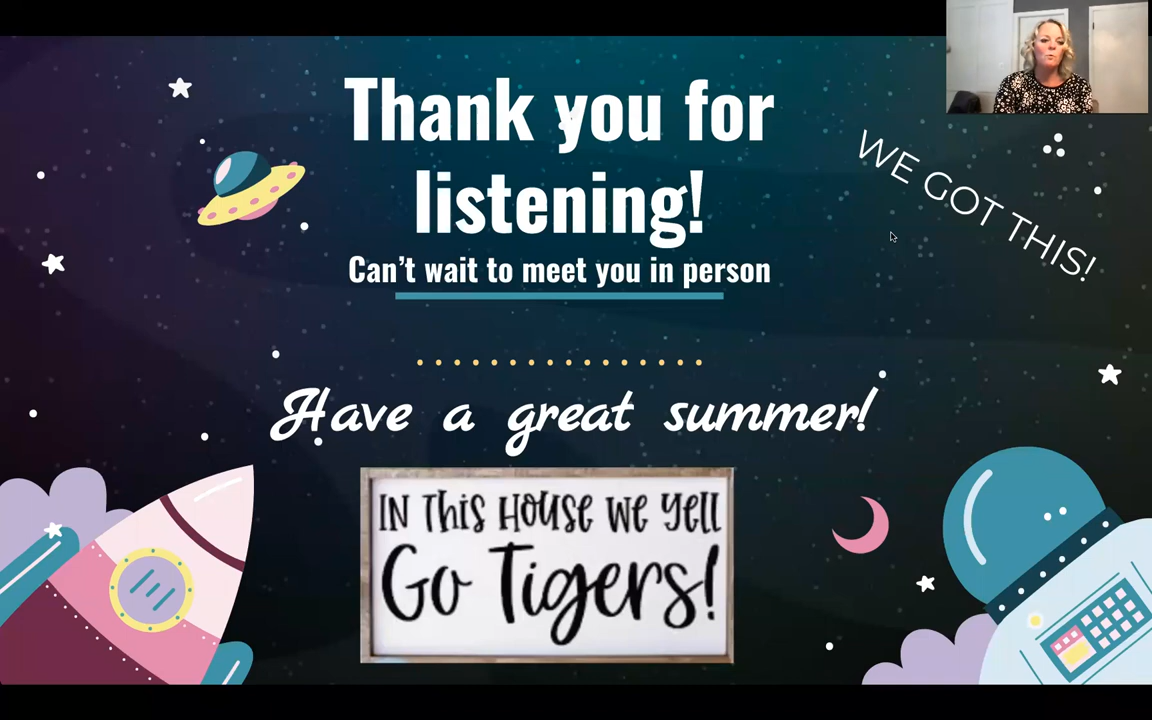 Thank you for
listening!
Can't wait to meet you in person
WE GOT THIS!
Have a great summer!
IN THIS HOUSE WE YELL
Go Tigers!